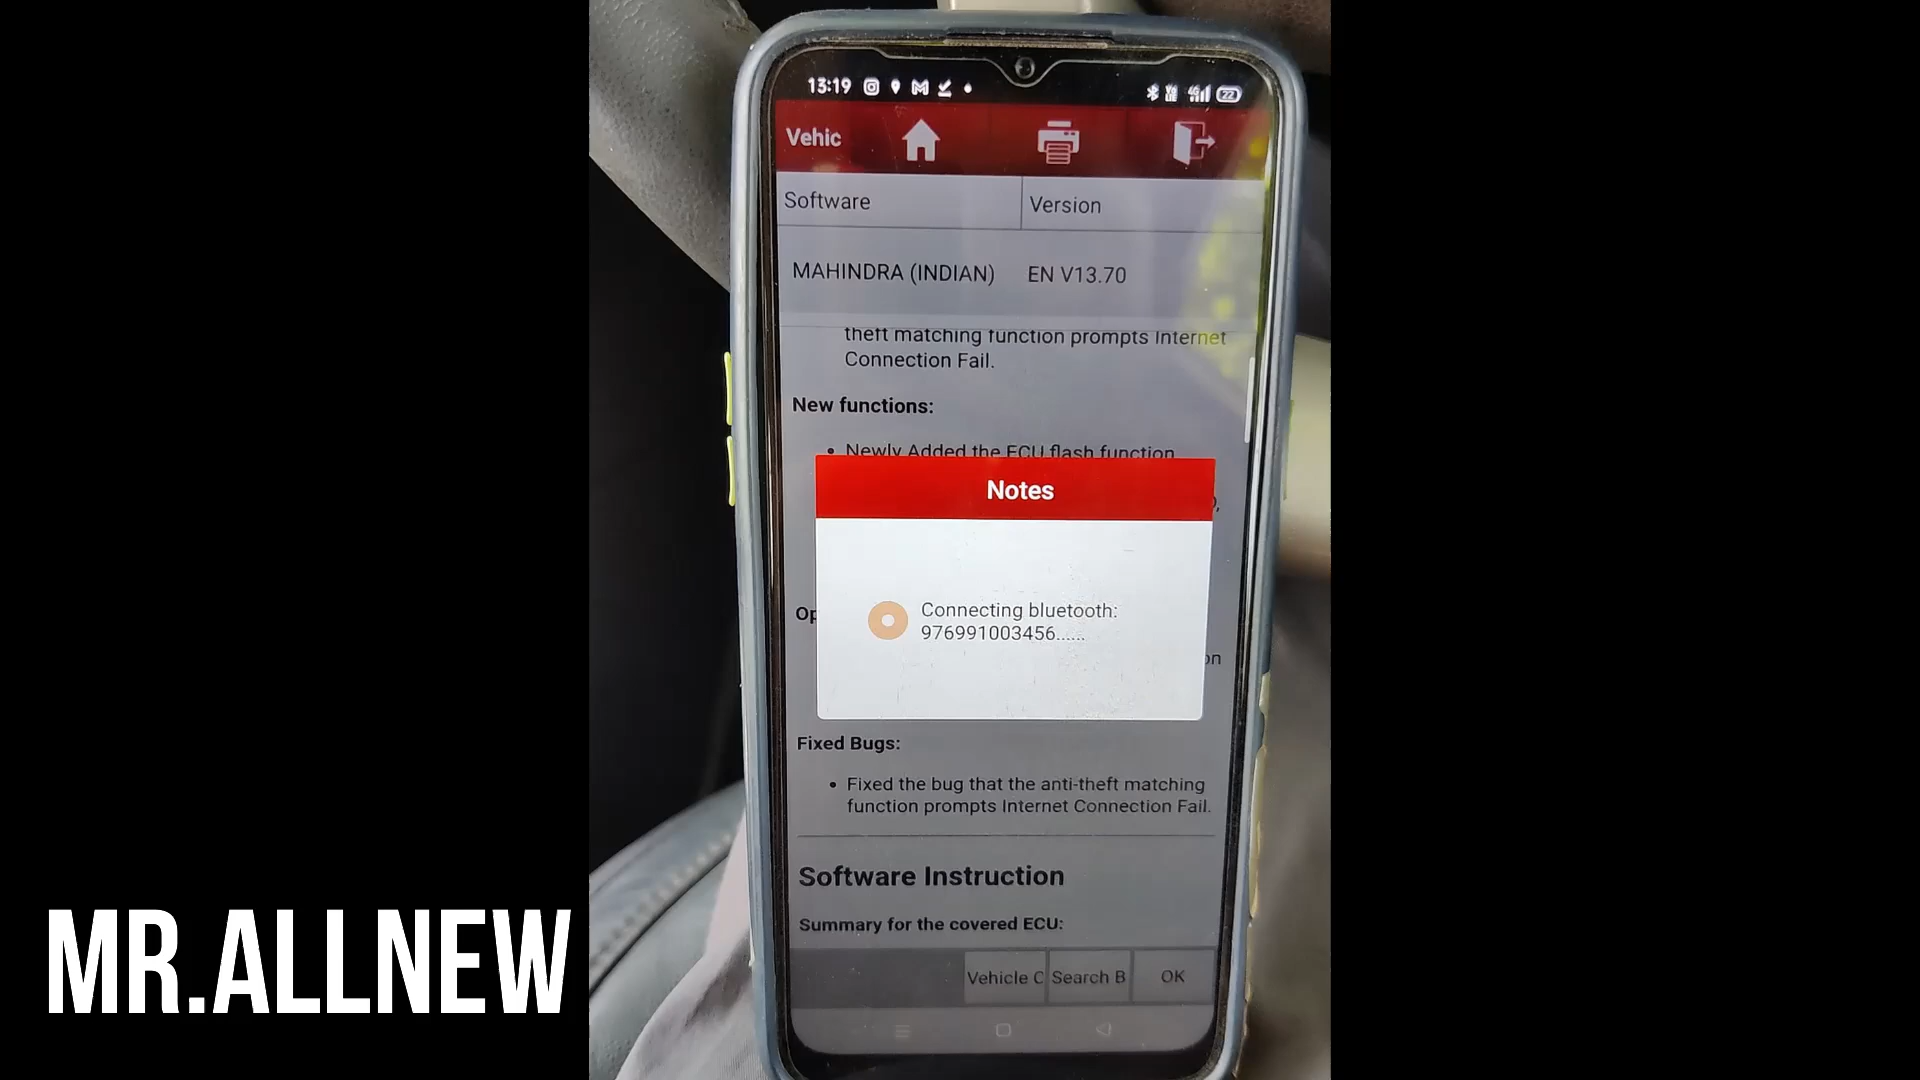 13:19
22
Vehic
Software
Version
MAHINDRA (INDIAN)
EN V13.70
theft matching function prompts Internet
Connection Fail.
New functions:
• Newly Added the ECU flash function
Notes
Connecting bluetooth:
976991003456......
Op
on
Fixed Bugs:
• Fixed the bug that the anti-theft matching
function prompts Internet Connection Fail.
Software Instruction
Summary for the covered ECU:
Vehicle C
Search B
OK
MR.ALLNEW